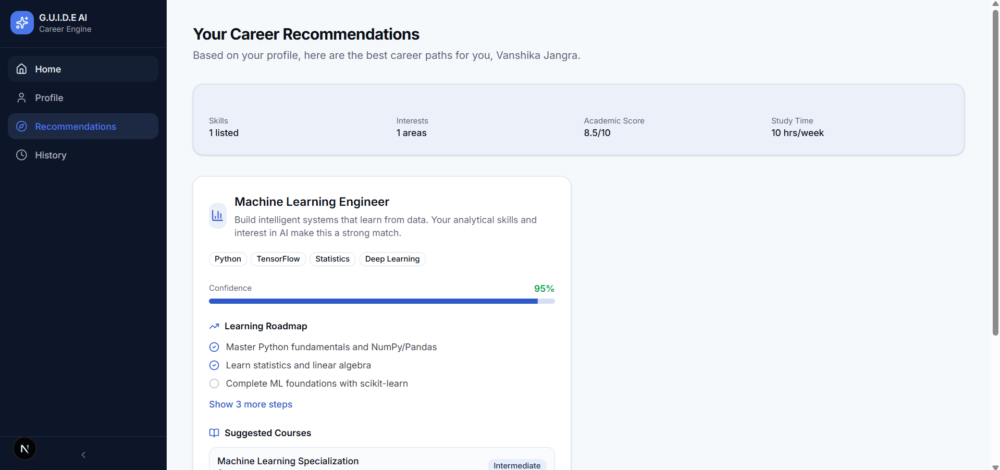 G.U.I.D.E AI
Career Engine
Home
Profile
Recommendations
History
N
Your Career Recommendations
Based on your profile, here are the best career paths for you, Vanshika Jangra.
Skills
1 listed
Interests
1 areas
Academic Score
8.5/10
Study Time
10 hrs/week
Machine Learning Engineer
Build intelligent systems that learn from data. Your analytical skills and
interest in AI make this a strong match.
Python TensorFlow Statistics Deep Learning
Confidence 95%
Learning Roadmap
Master Python fundamentals and NumPy/Pandas
Learn statistics and linear algebra
Complete ML foundations with scikit-learn
Show 3 more steps
Suggested Courses
Machine Learning Specialization
Intermediate